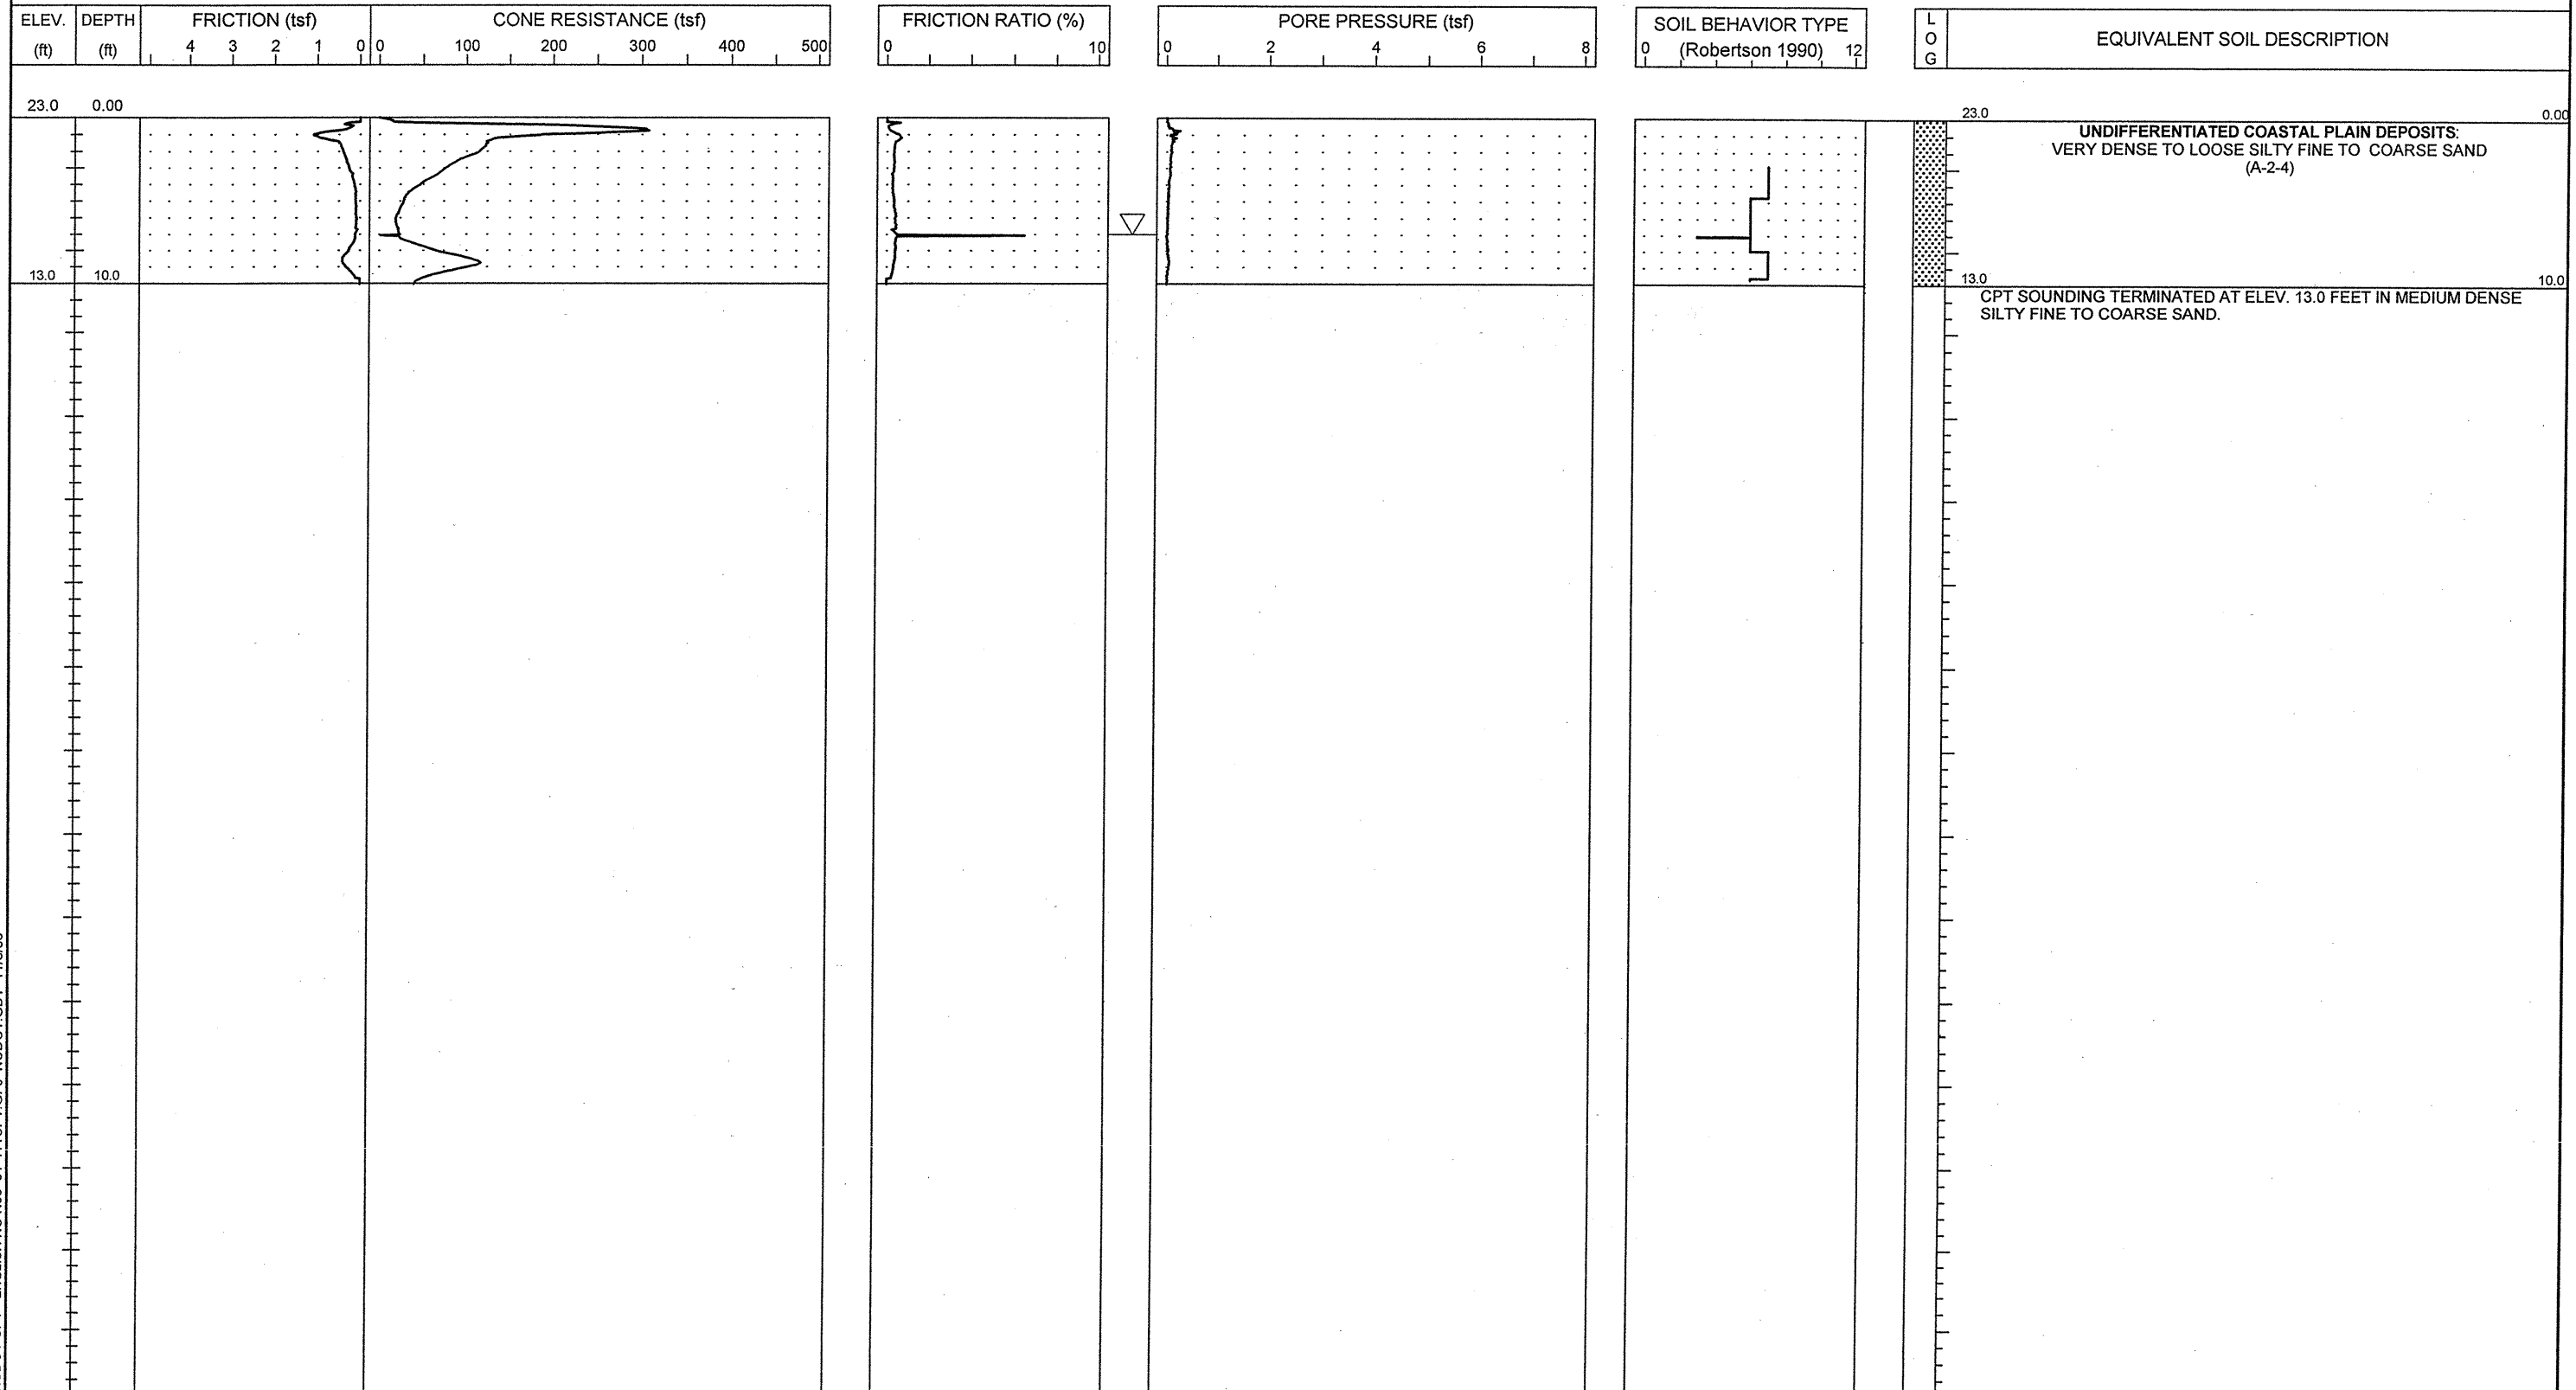 ELEV. DEPTH FRICTION (tsf) CONE RESISTANCE (tsf) FRICTION RATIO (%) PORE PRESSURE (tsf) SOIL BEHAVIOR TYPE L O G EQUIVALENT SOIL DESCRIPTION
(ft) (ft) 4 3 2 1 0 0 100 200 300 400 500 0 10 0 2 4 6 8 0 (Robertson 1990) 12
23.0 0.00 23.0 0.00
UNDIFFERENTIATED COASTAL PLAIN DEPOSITS:
VERY DENSE TO LOOSE SILTY FINE TO COARSE SAND
(A-2-4)
13.0 10.0 13.0 10.0
CPT SOUNDING TERMINATED AT ELEV. 13.0 FEET IN MEDIUM DENSE
SILTY FINE TO COARSE SAND.